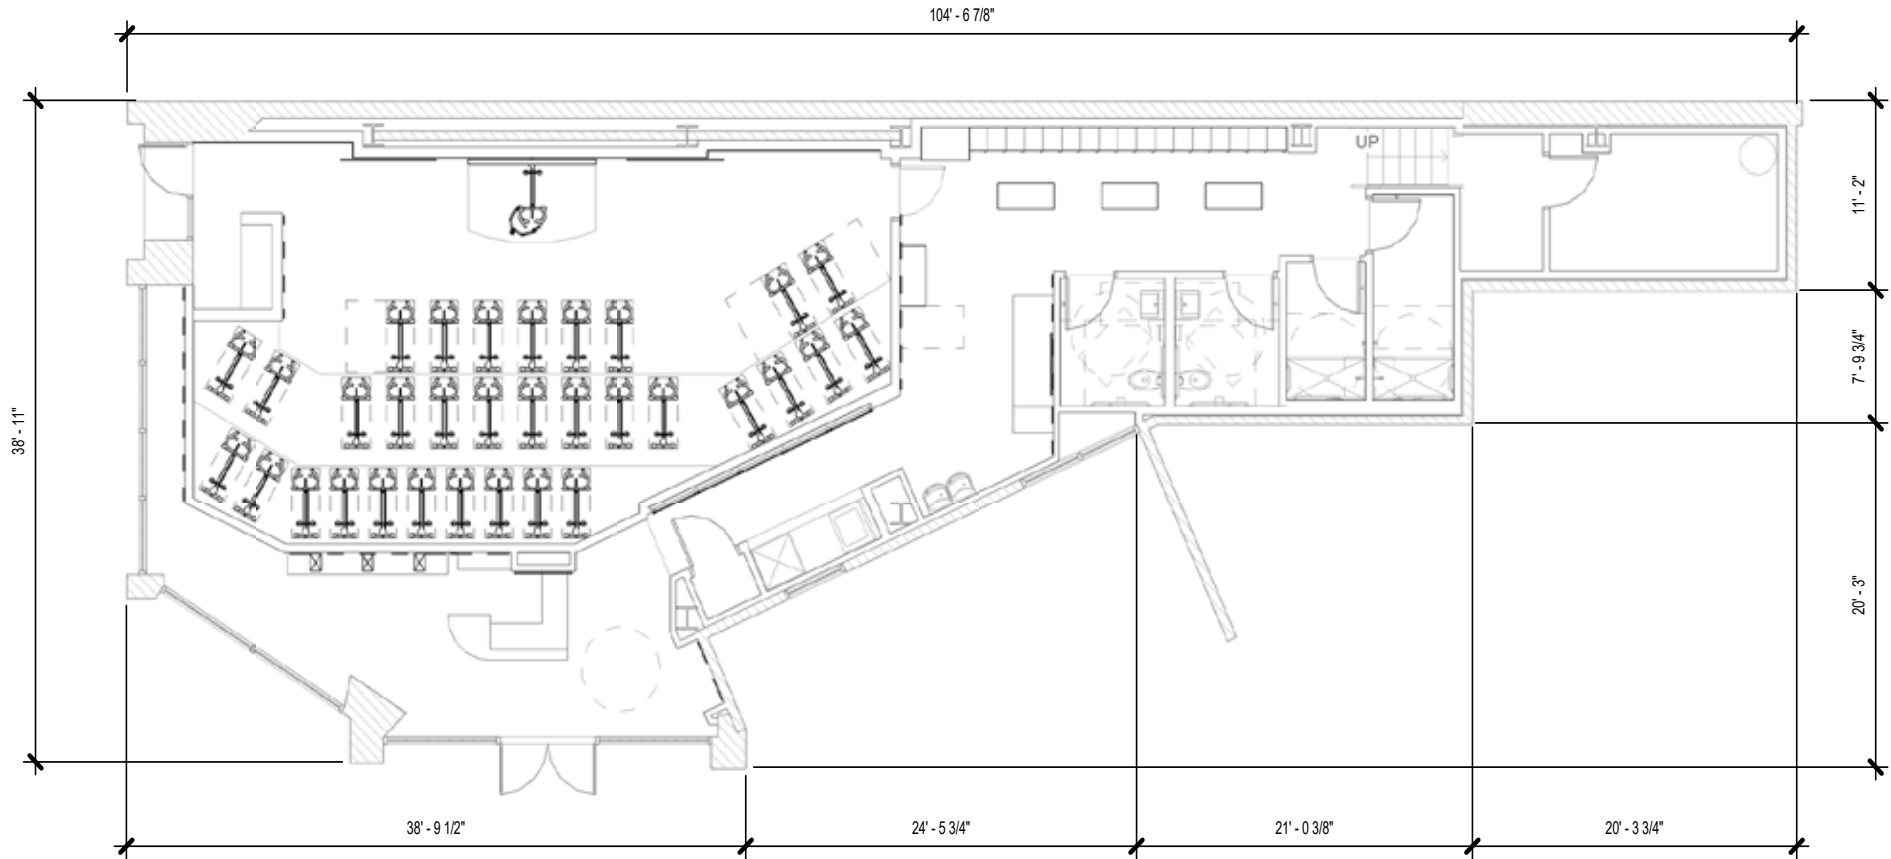 104' - 6 7/8"
UP
11' - 2"
7' - 9 3/4"
38' - 11"
20' - 3"
38' - 9 1/2"
24' - 5 3/4"
21' - 0 3/8"
20' - 3 3/4"